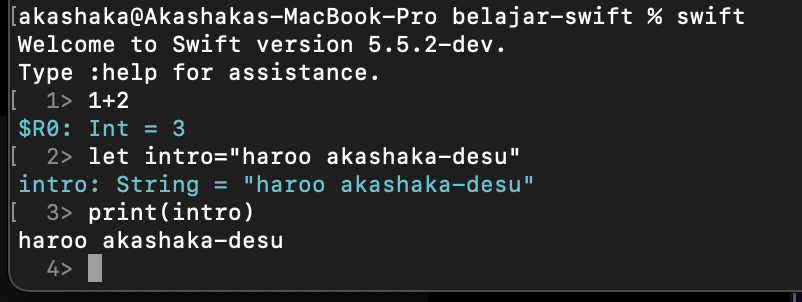 [akashaka@Akashakas-MacBook-Pro belajar-swift % swift
Welcome to Swift version 5.5.2-dev.
Type :help for assistance.
[  1> 1+2
$R0: Int = 3
[  2> let intro="haroo akashaka-desu"
intro: String = "haroo akashaka-desu"
[  3> print(intro)
haroo akashaka-desu
  4>